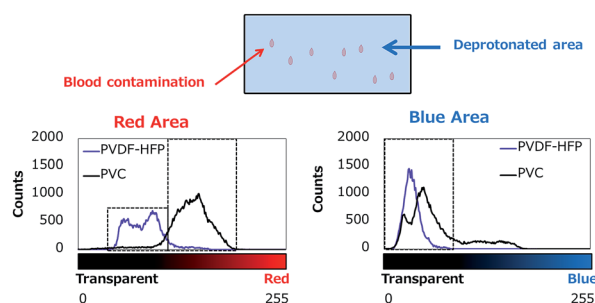 Deprotonated area
Blood contamination
Red Area
Blue Area
2000
1500
1000
500
0
Counts
PVDF-HFP
PVC
Transparent
Red
0
255
2000
1500
1000
500
0
Counts
PVDF-HFP
PVC
Transparent
Blue
0
255